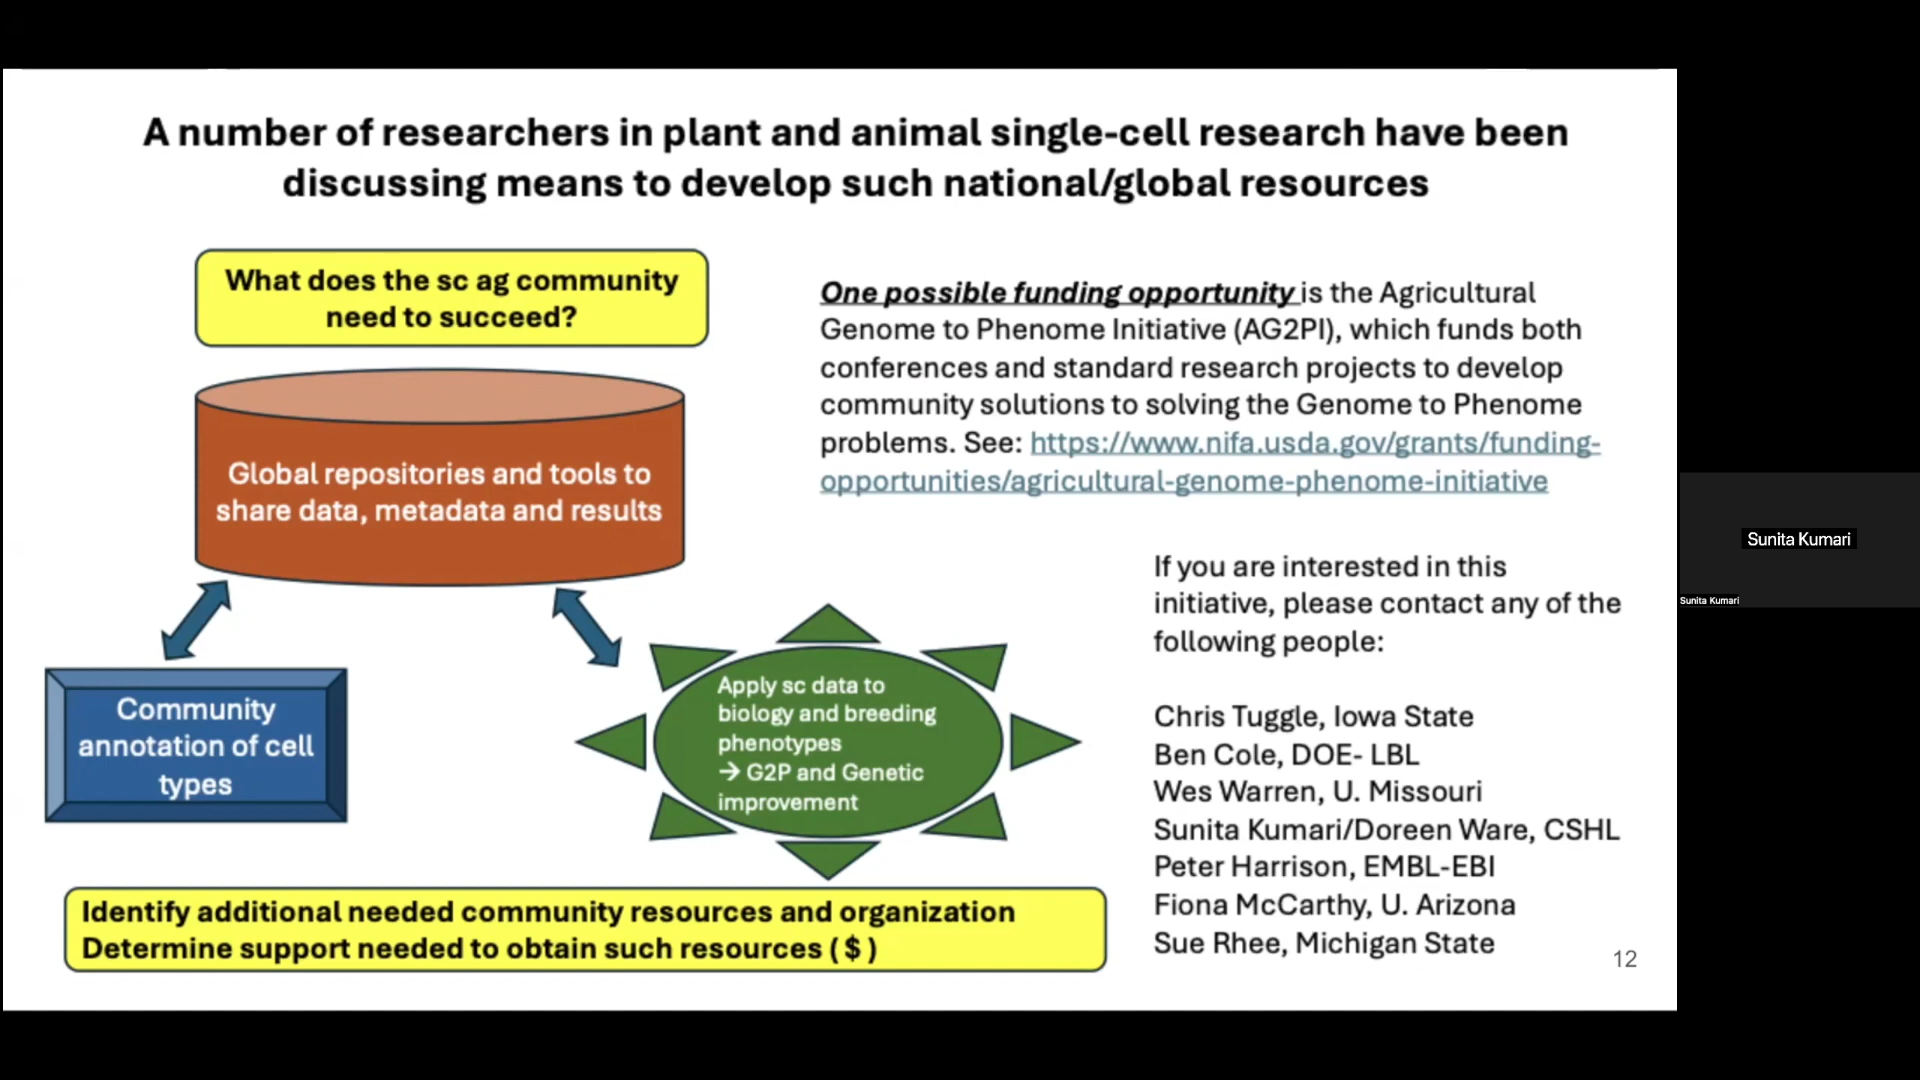 A number of researchers in plant and animal single-cell research have been
discussing means to develop such national/global resources
What does the sc ag community
need to succeed?
Global repositories and tools to
share data, metadata and results
Community
annotation of cell
types
Apply sc data to
biology and breeding
phenotypes
→ G2P and Genetic
improvement
Identify additional needed community resources and organization
Determine support needed to obtain such resources ( $ )
One possible funding opportunity is the Agricultural
Genome to Phenome Initiative (AG2PI), which funds both
conferences and standard research projects to develop
community solutions to solving the Genome to Phenome
problems. See: https://www.nifa.usda.gov/grants/funding-
opportunities/agricultural-genome-phenome-initiative
If you are interested in this
initiative, please contact any of the
following people:
Chris Tuggle, Iowa State
Ben Cole, DOE- LBL
Wes Warren, U. Missouri
Sunita Kumari/Doreen Ware, CSHL
Peter Harrison, EMBL-EBI
Fiona McCarthy, U. Arizona
Sue Rhee, Michigan State
12
Sunita Kumari
Sunita Kumari